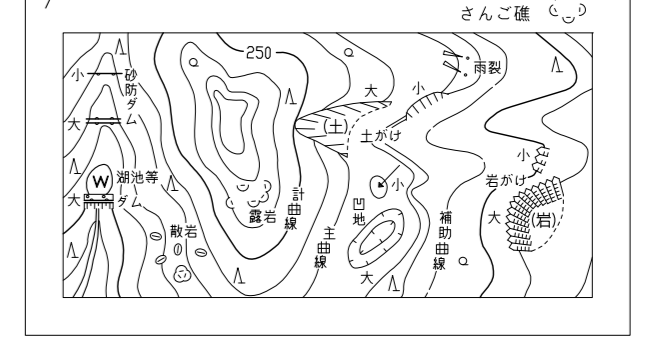 さんご礁
250
小
砂防ダム
大
W
湖池等
大
ダム
散岩
露岩
計曲線
主曲線
(土)
土がけ
大
小
雨裂
凹地
小
大
補助曲線
小
岩がけ
大
(岩)